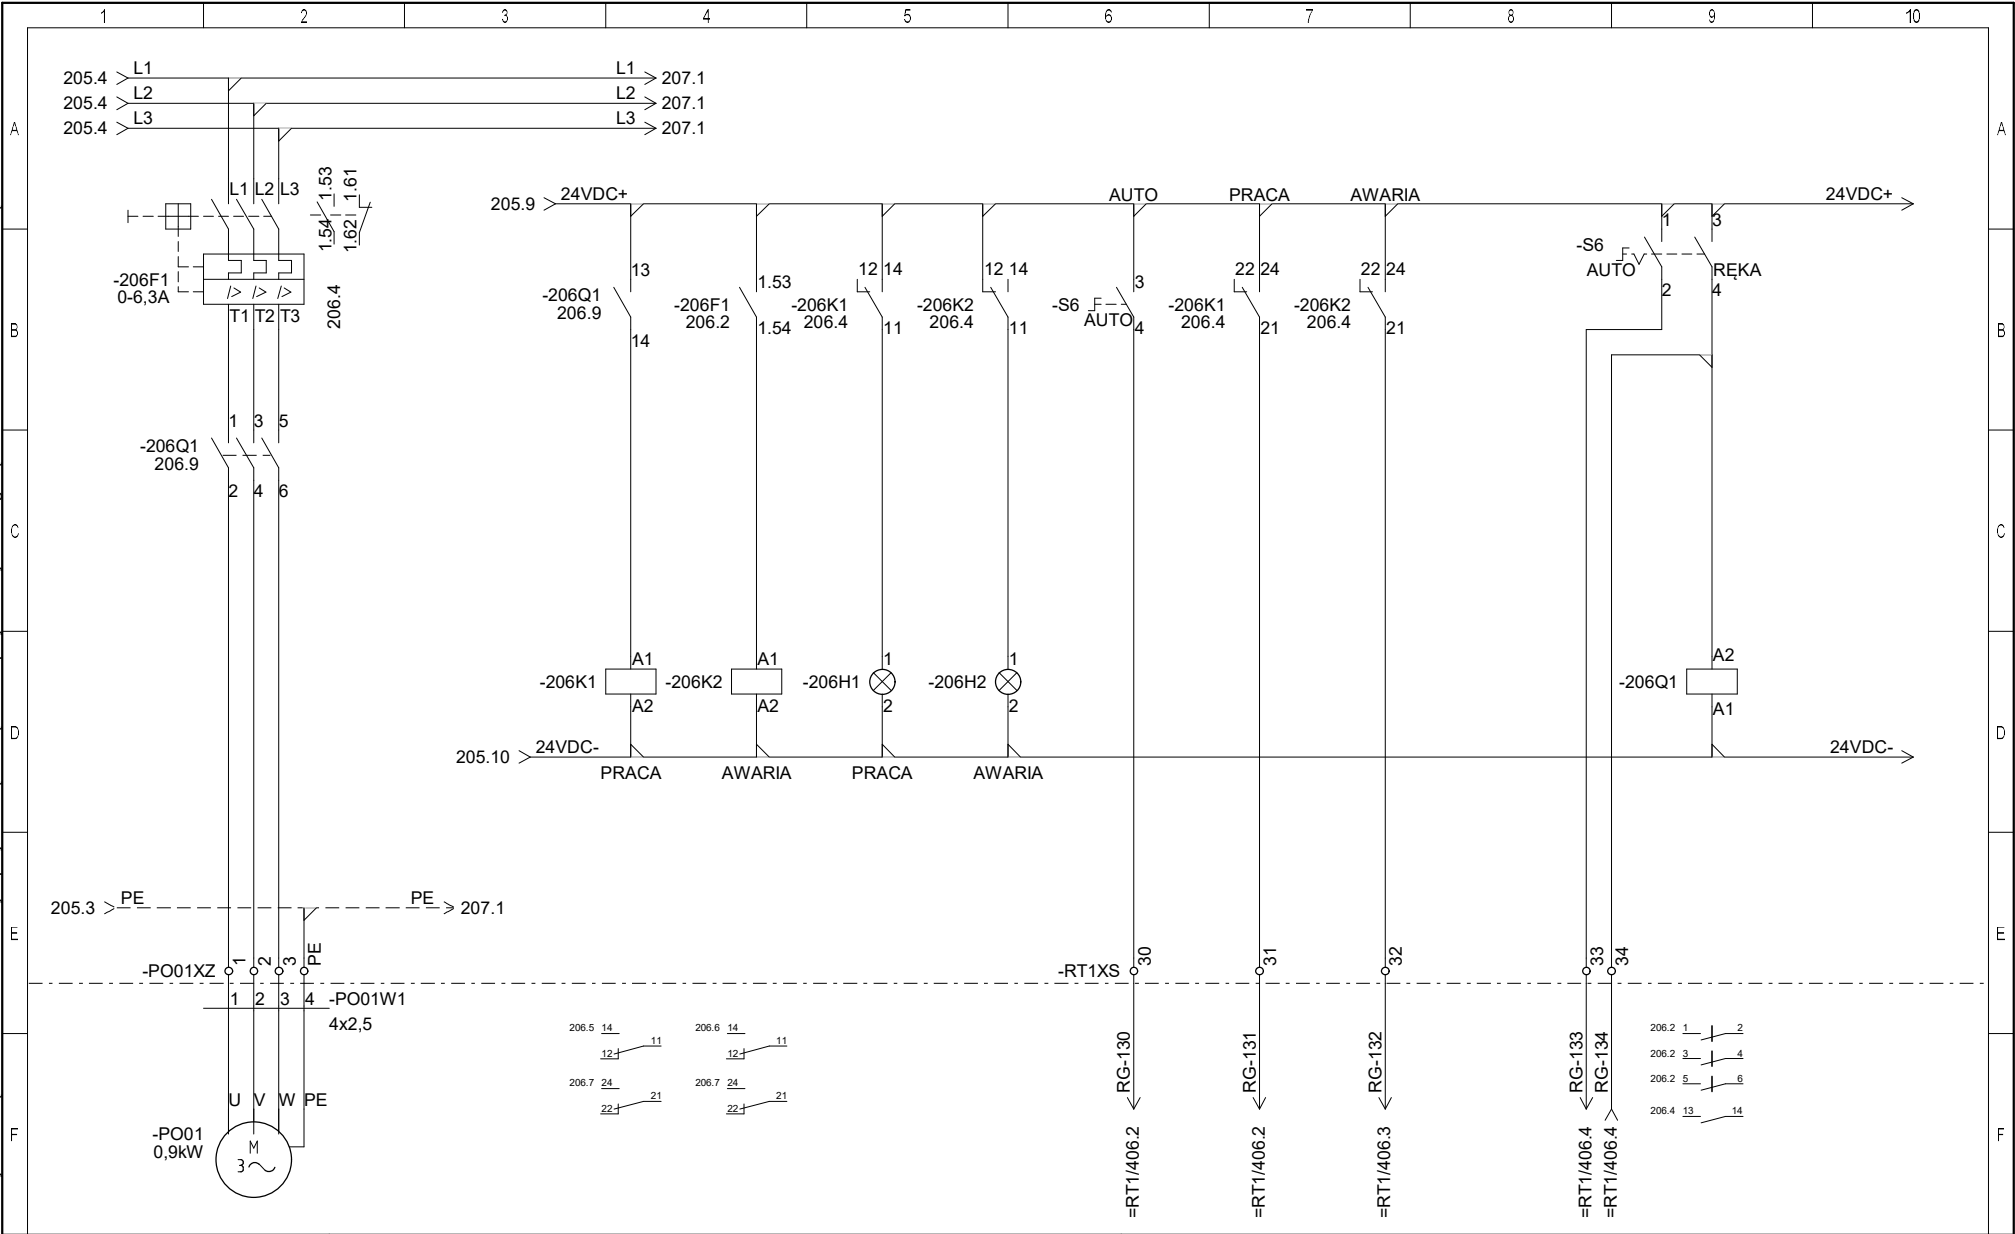 1 2 3 4 5 6 7 8 9 10
205.4 L1 L1 207.1
205.4 L2 L2 207.1
A 205.4 L3 L3 207.1 A
L1 L2 L3 1.53 1.61
1.54 1.62
205.9 24VDC+ AUTO PRACA AWARIA 24VDC+
1 3
-S6
AUTO RĘKA
2 4
-206F1
0-6,3A
T1 T2 T3 206.4
13
-206Q1
206.9
14
1.53
-206F1
206.2
1.54
12 14
-206K1
206.4
11
12 14
-206K2
206.4
11
3
-S6
AUTO
4
22 24
-206K1
206.4
21
22 24
-206K2
206.4
21
B B
1 3 5
-206Q1
206.9
2 4 6
C C
A1 A1 1 1 A2
-206K1 -206K2 -206H1 -206H2 -206Q1
A2 A2 2 2 A1
D D
205.10 24VDC- 24VDC-
PRACA AWARIA PRACA AWARIA
205.3 PE PE 207.1
E E
-PO01XZ 1 2 3 PE -RT1XS 30 31 32 33 34
1 2 3 4 -PO01W1
4x2,5
206.5 14
11
12
206.7 24
21
22
206.6 14
11
12
206.7 24
21
22
RG-130 RG-131 RG-132 RG-133 RG-134
206.2 1 2
206.2 3 4
206.2 5 6
206.4 13 14
U V W PE
-PO01
0,9kW
M
3
F F
=RT1/406.2 =RT1/406.2 =RT1/406.3 =RT1/406.4 =RT1/406.4